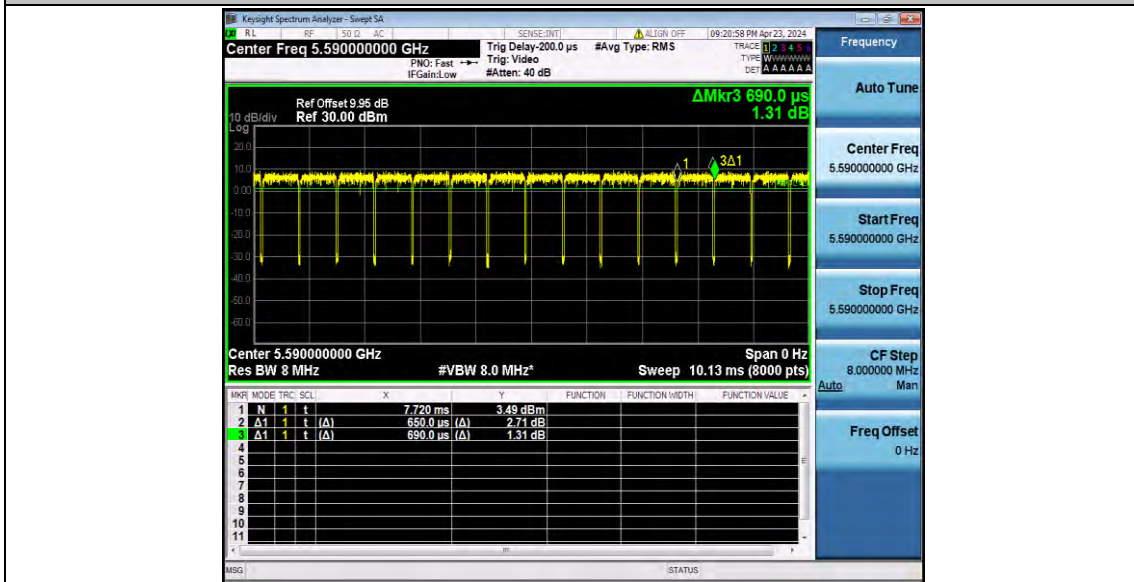 Keysight Spectrum Analyzer - Swept SA
RL RF 50 Ω AC SENSE:INT ALIGN OFF 09:20:58 PM Apr 23, 2024
Center Freq 5.590000000 GHz
Trig Delay-200.0 µs #Avg Type: RMS
TRACE 1 2 3 4 5 6
PNO: Fast Trig: Video
TYPE WWWWWW
IFGain:Low #Atten: 40 dB
DET A A A A A A
Frequency
Auto Tune
ΔMkr3 690.0 µs
1.31 dB
Ref Offset 9.95 dB
10 dB/div Ref 30.00 dBm
Log
20.0
10.0
0.00
-10.0
-20.0
-30.0
-40.0
-50.0
-60.0
1
3Δ1
Center 5.590000000 GHz Span 0 Hz
Res BW 8 MHz #VBW 8.0 MHz* Sweep 10.13 ms (8000 pts)
MKR MODE TRC SCL X Y FUNCTION FUNCTION WIDTH FUNCTION VALUE
1 N 1 t 7.720 ms 3.49 dBm
2 Δ1 1 t (Δ) 650.0 µs (Δ) 2.71 dB
3 Δ1 1 t (Δ) 690.0 µs (Δ) 1.31 dB
4
5
6
7
8
9
10
11
MSG STATUS
Center Freq
5.590000000 GHz
Start Freq
5.590000000 GHz
Stop Freq
5.590000000 GHz
CF Step
8.000000 MHz
Auto Man
Freq Offset
0 Hz